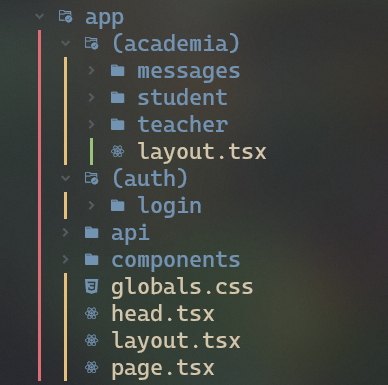 app
(academia)
messages
student
teacher
layout.tsx
(auth)
login
api
components
globals.css
head.tsx
layout.tsx
page.tsx